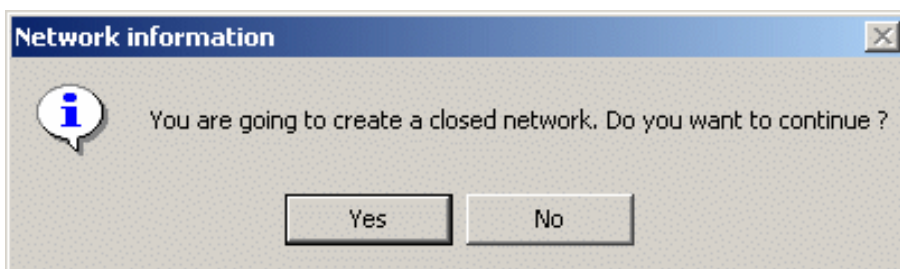 Network information
You are going to create a closed network. Do you want to continue ?
Yes
No